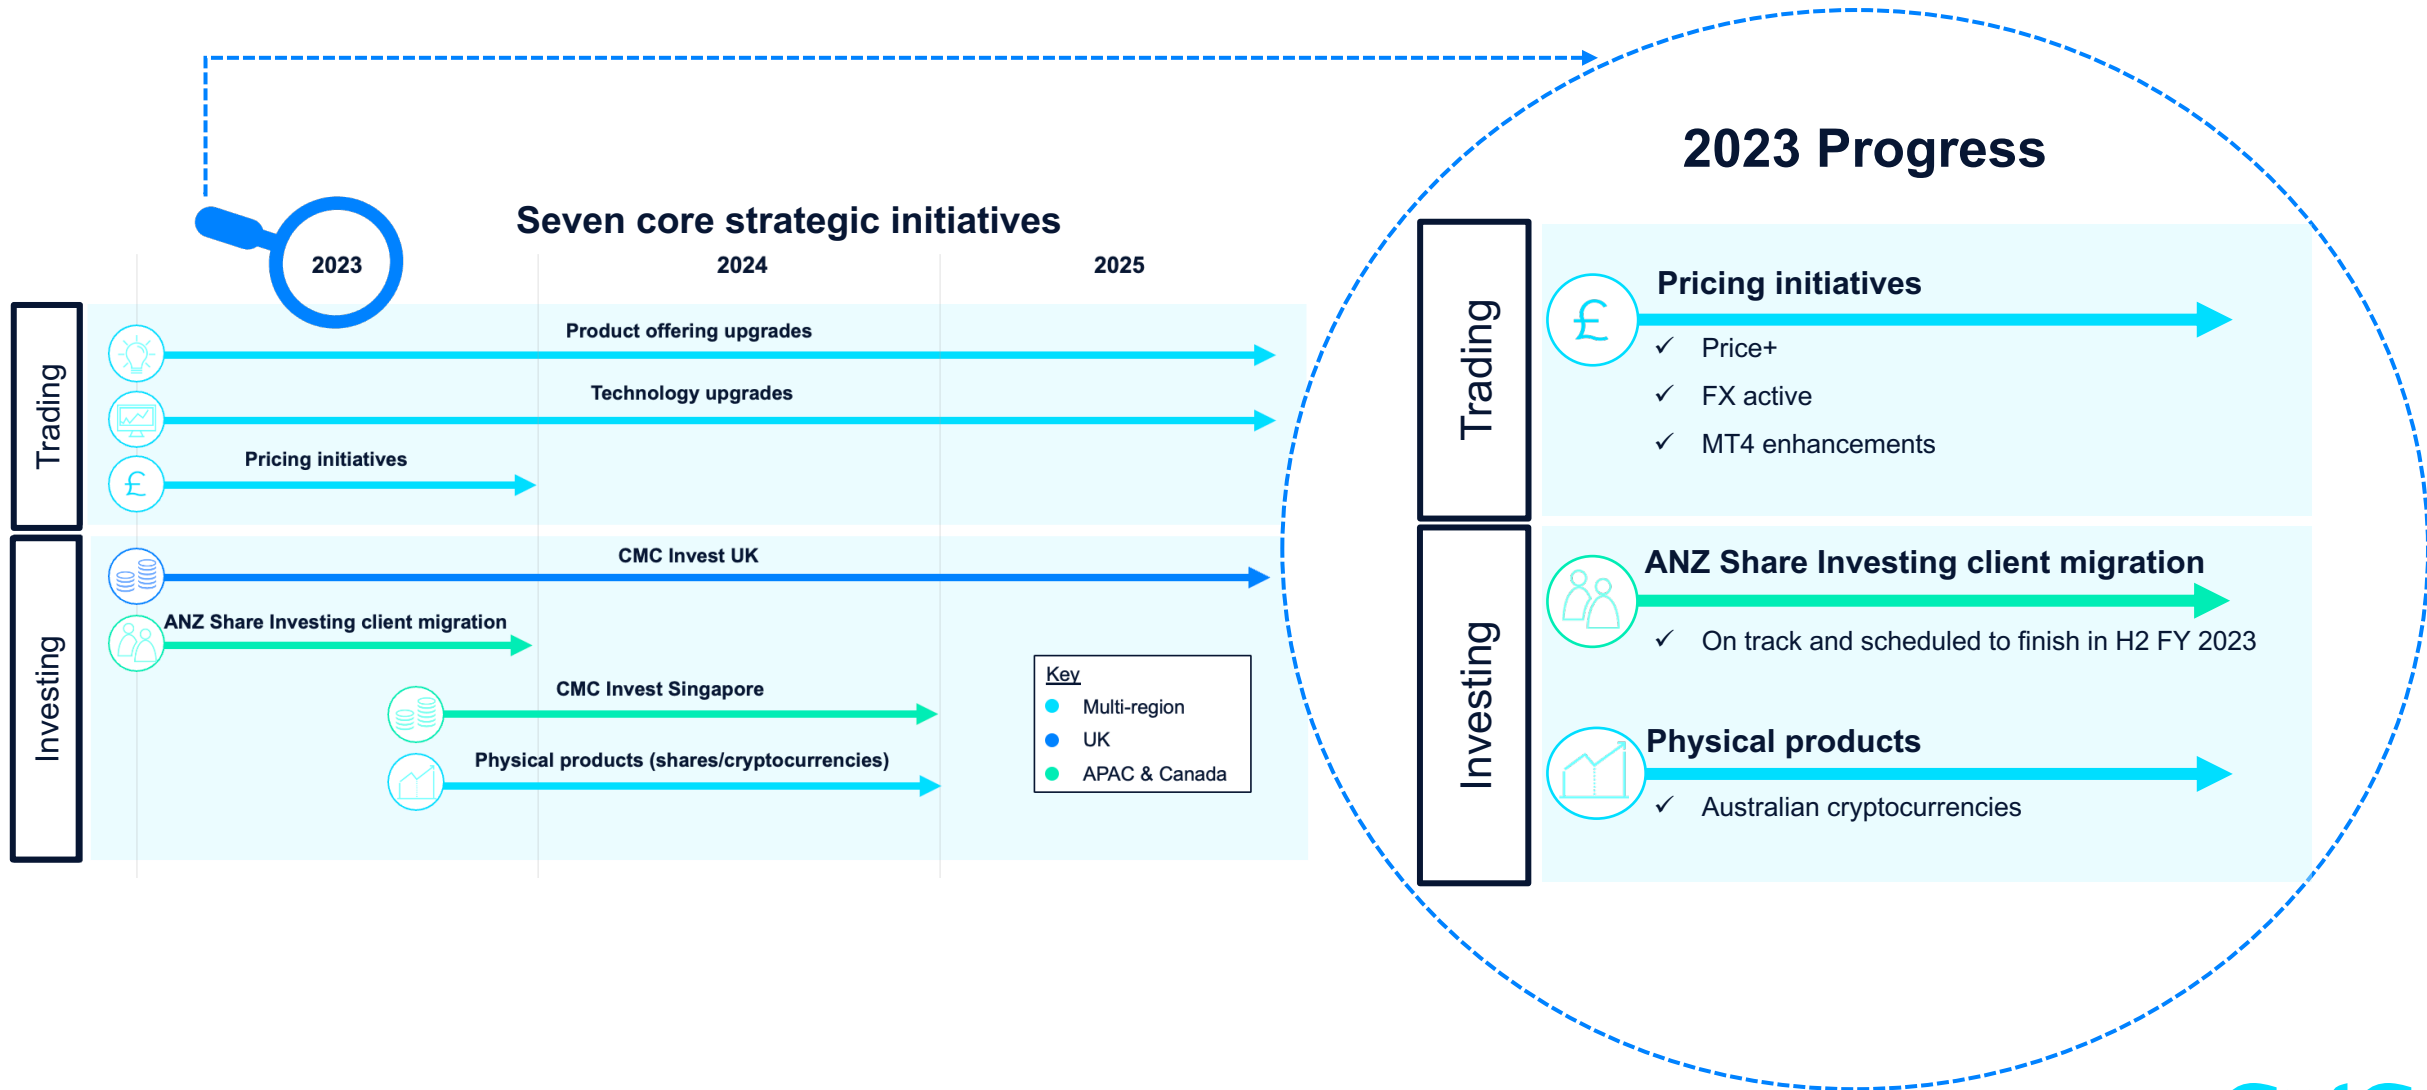 Seven core strategic initiatives
2023
2024
2025
Trading
Product offering upgrades
Technology upgrades
Pricing initiatives
£
Investing
CMC Invest UK
ANZ Share Investing client migration
CMC Invest Singapore
Physical products (shares/cryptocurrencies)
Key
Multi-region
UK
APAC & Canada
2023 Progress
Trading
£
Pricing initiatives
✓ Price+
✓ FX active
✓ MT4 enhancements
Investing
ANZ Share Investing client migration
✓ On track and scheduled to finish in H2 FY 2023
Physical products
✓ Australian cryptocurrencies